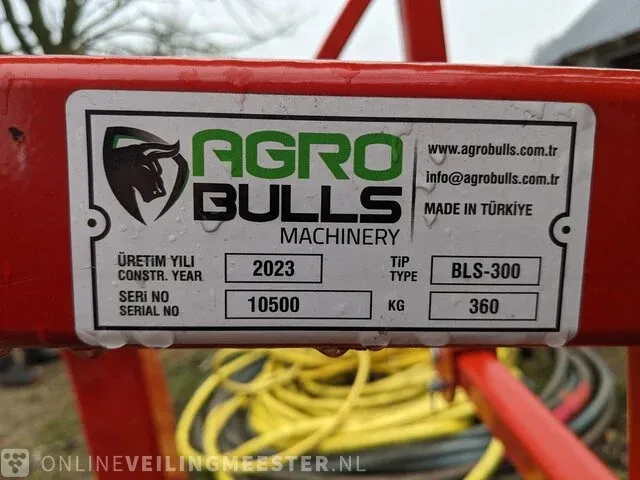 AGRO
BULLS
MACHINERY
www.agrobulls.com.tr
info@agrobulls.com.tr
MADE IN TÜRKİYE
ÜRETİM YILI
CONSTR. YEAR
2023
TİP
TYPE
BLS-300
SERİ NO
SERIAL NO
10500
KG
360
ONLINEVEILINGMEESTER.NL